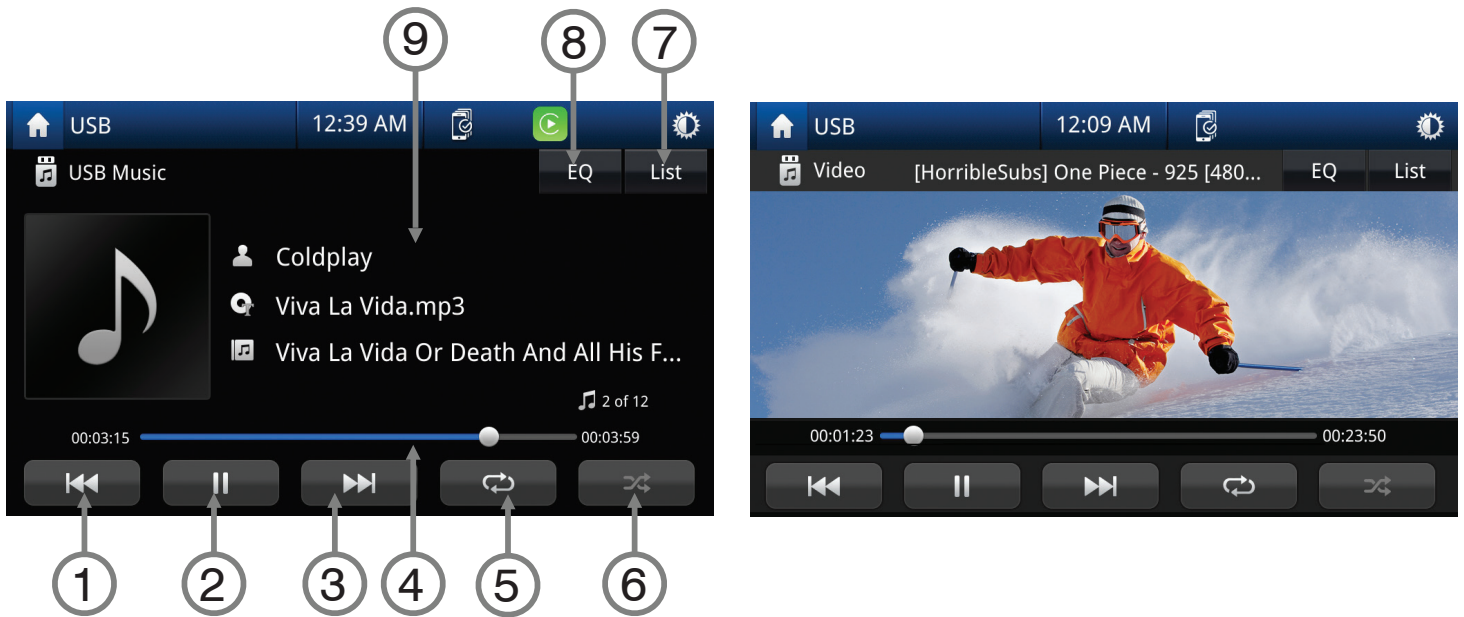 9
8
7
USB
12:39 AM
USB Music
EQ
List
Coldplay
Viva La Vida.mp3
Viva La Vida Or Death And All His F...
2 of 12
00:03:15
00:03:59
1
2
3
4
5
6
USB
12:09 AM
Video
[HorribleSubs] One Piece - 925 [480...
EQ
List
00:01:23
00:23:50